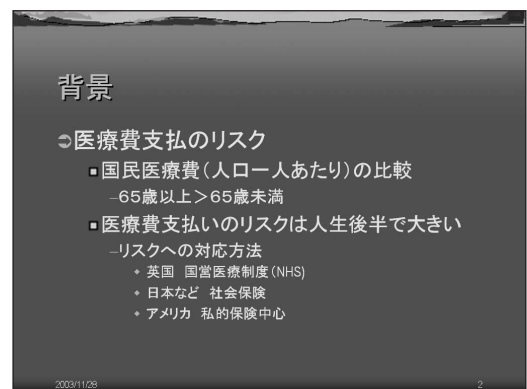 背景
医療費支払のリスク
国民医療費（人口一人あたり）の比較
–65歳以上＞65歳未満
医療費支払いのリスクは人生後半で大きい
–リスクへの対応方法
英国 国営医療制度（NHS)
日本など 社会保険
アメリカ 私的保険中心
2003/11/28 2